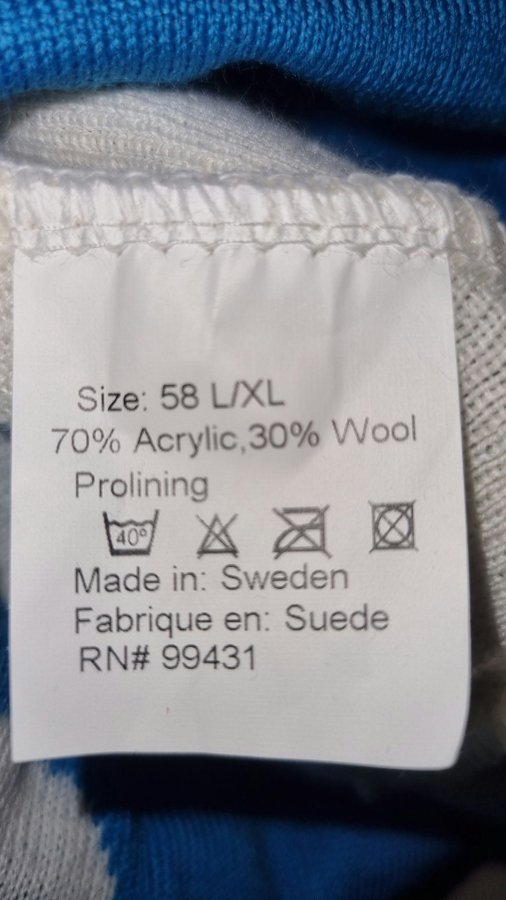 Size: 58 L/XL
70% Acrylic,30% Wool
Prolining
40°
Made in: Sweden
Fabrique en: Suede
RN# 99431